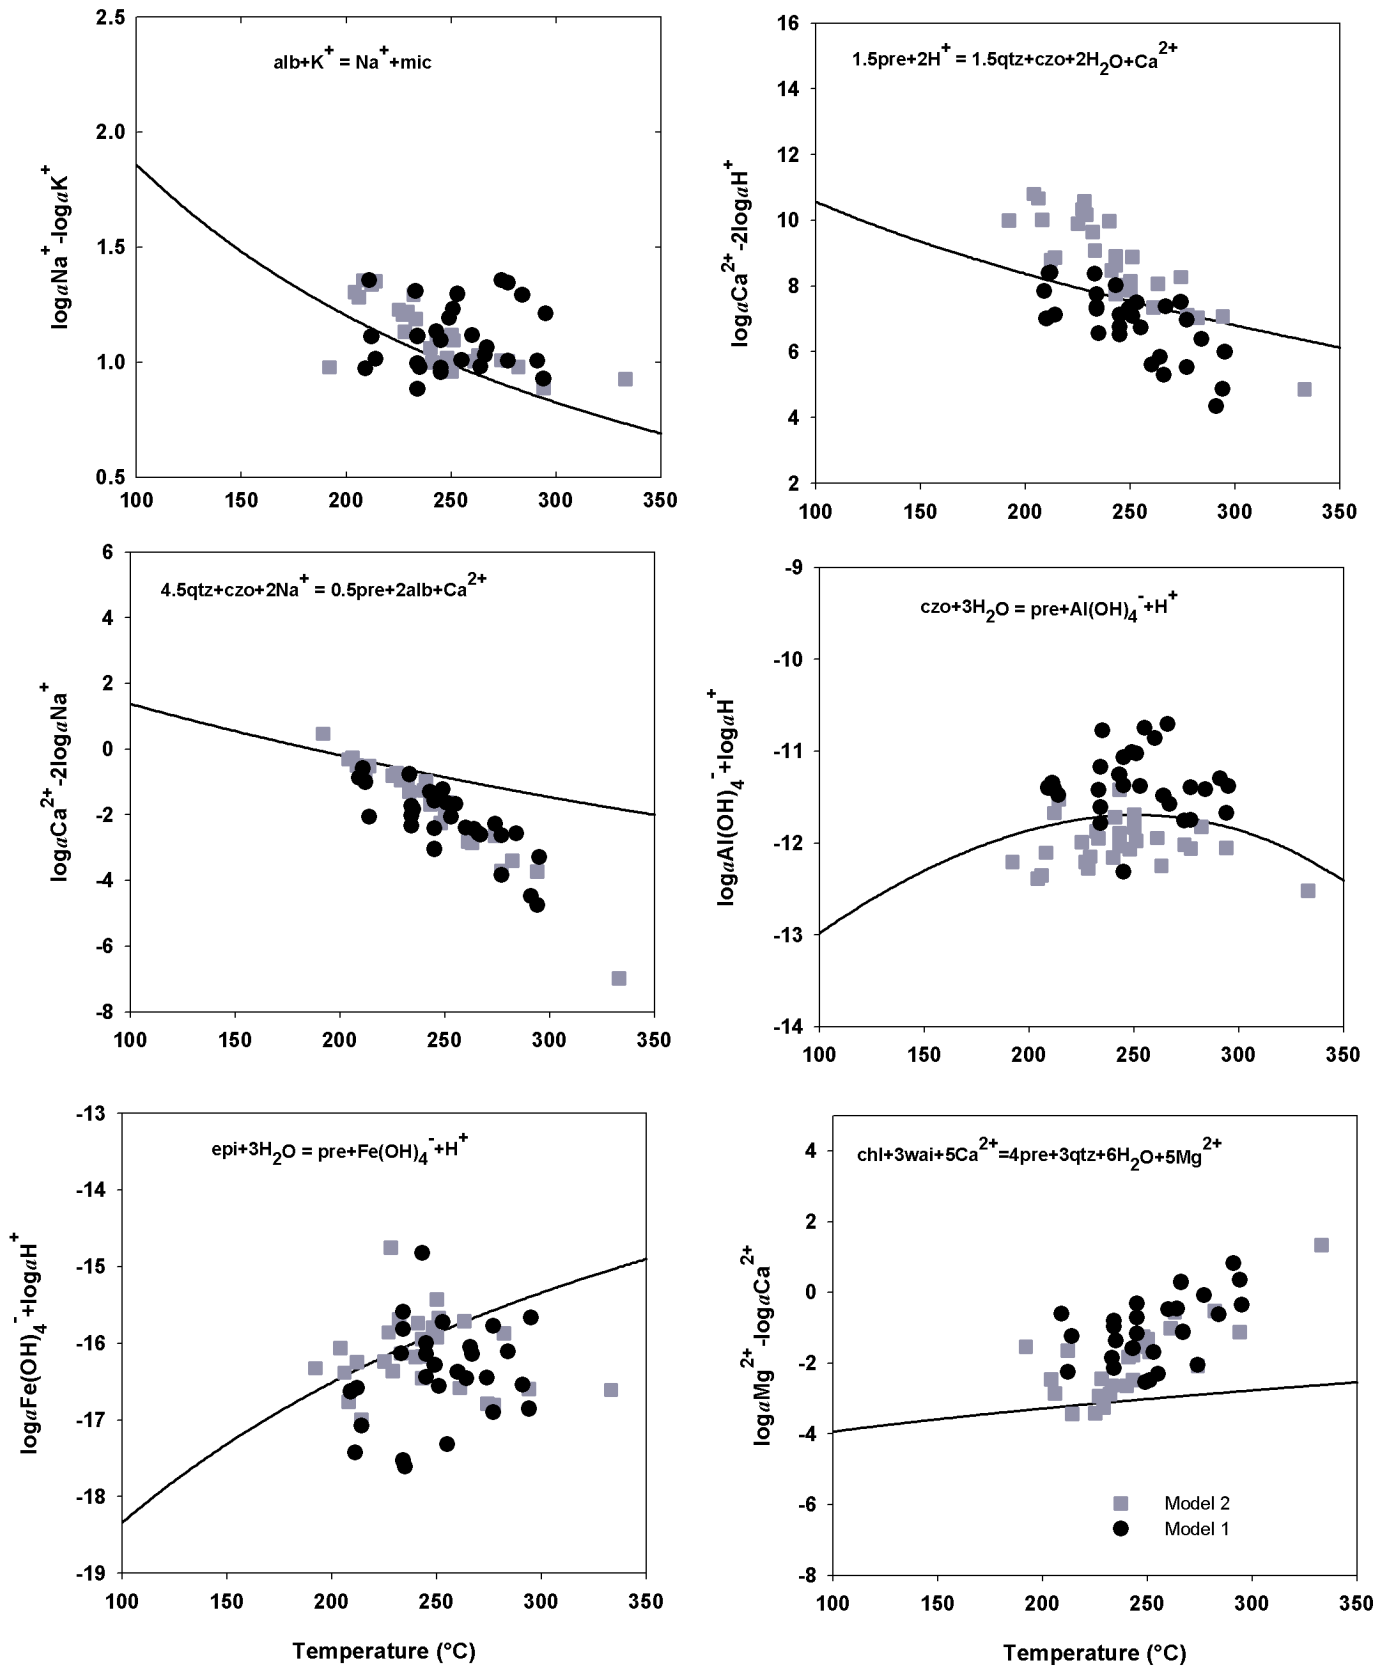 alb+K+ = Na+ +mic
logaNa+ -logaK+
2.5
2.0
1.5
1.0
0.5
100 150 200 250 300 350
1.5pre+2H+ = 1.5qtz+czo+2H2O+Ca2+
logaCa2+ -2logaH+
16
14
12
10
8
6
4
2
100 150 200 250 300 350
4.5qtz+czo+2Na+ = 0.5pre+2alb+Ca2+
logaCa2+ -2logaNa+
6
4
2
0
-2
-4
-6
-8
100 150 200 250 300 350
czo+3H2O = pre+Al(OH)4- +H+
logaAl(OH)4- +logaH+
-9
-10
-11
-12
-13
-14
100 150 200 250 300 350
epi+3H2O = pre+Fe(OH)4- +H+
logaFe(OH)4- +logaH+
-13
-14
-15
-16
-17
-18
-19
100 150 200 250 300 350
Temperature (°C)
chl+3wai+5Ca2+=4pre+3qtz+6H2O+5Mg2+
logaMg2+ -logaCa2+
4
2
0
-2
-4
-6
-8
Model 2
Model 1
100 150 200 250 300 350
Temperature (°C)